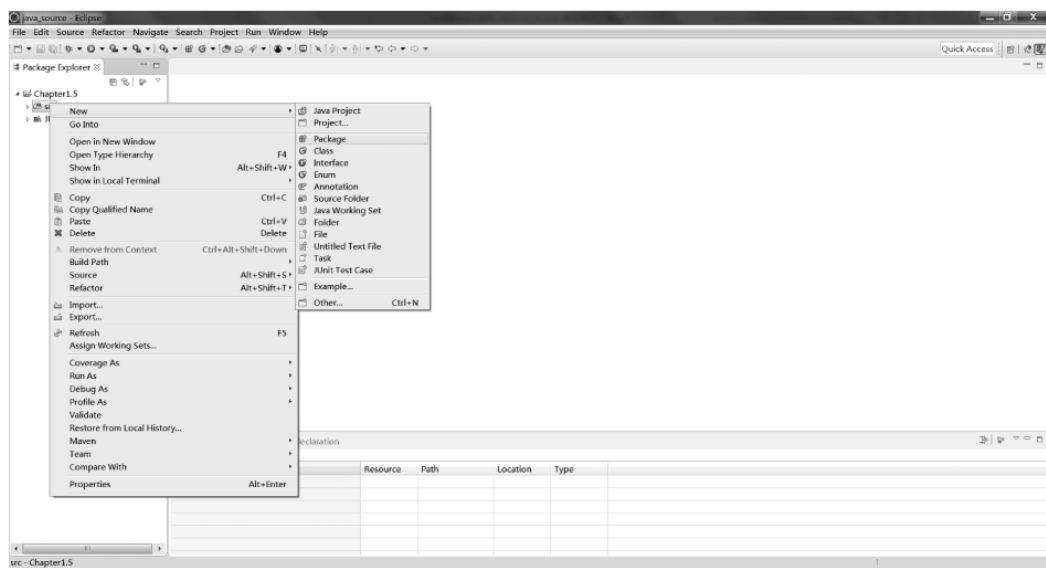 java_source - Eclipse
File Edit Source Refactor Navigate Search Project Run Window Help
Quick Access
Package Explorer
Chapter1.5
New
Go Into
Open in New Window
Open Type Hierarchy F4
Show In Alt+Shift+W
Show in Local Terminal
Copy Ctrl+C
Copy Qualified Name
Paste Ctrl+V
Delete Delete
Remove from Context Ctrl+Alt+Shift+Down
Build Path
Source Alt+Shift+S
Refactor Alt+Shift+T
Import...
Export...
Refresh F5
Assign Working Sets...
Coverage As
Run As
Debug As
Profile As
Validate
Restore from Local History...
Maven
Team
Compare With
Properties Alt+Enter
Java Project
Project...
Package
Class
Interface
Enum
Annotation
Source Folder
Java Working Set
Folder
File
Untitled Text File
Task
JUnit Test Case
Example...
Other... Ctrl+N
Resource Path Location Type
src - Chapter1.5